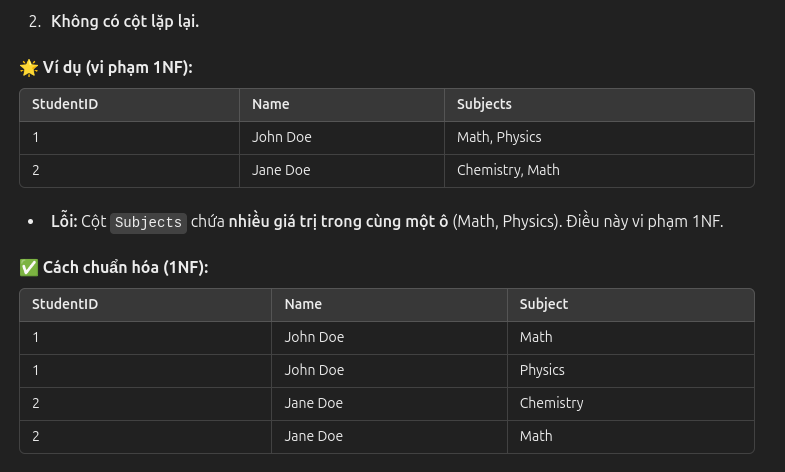 2. Không có cột lặp lại.
🌟 Ví dụ (vi phạm 1NF):
StudentID Name Subjects
1 John Doe Math, Physics
2 Jane Doe Chemistry, Math
• Lỗi: Cột Subjects chứa nhiều giá trị trong cùng một ô (Math, Physics). Điều này vi phạm 1NF.
✅ Cách chuẩn hóa (1NF):
StudentID Name Subject
1 John Doe Math
1 John Doe Physics
2 Jane Doe Chemistry
2 Jane Doe Math